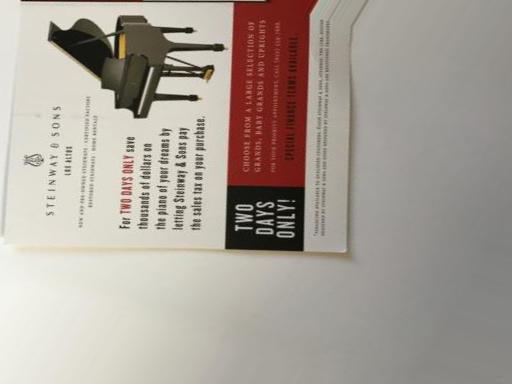 STEINWAY & SONS
LOS ALTOS
NEW AND PRE-OWNED STEINWAYS | CERTIFIED FACTORY
RESTORED STEINWAYS | HOME RENTALS
For TWO DAYS ONLY save
thousands of dollars on
the piano of your dreams by
letting Steinway & Sons pay
the sales tax on your purchase.
TWO
DAYS
ONLY!
CHOOSE FROM A LARGE SELECTION OF
GRANDS, BABY GRANDS AND UPRIGHTS
FOR YOUR PRIORITY APPOINTMENT, CALL
SPECIAL FINANCE TERMS AVAILABLE.